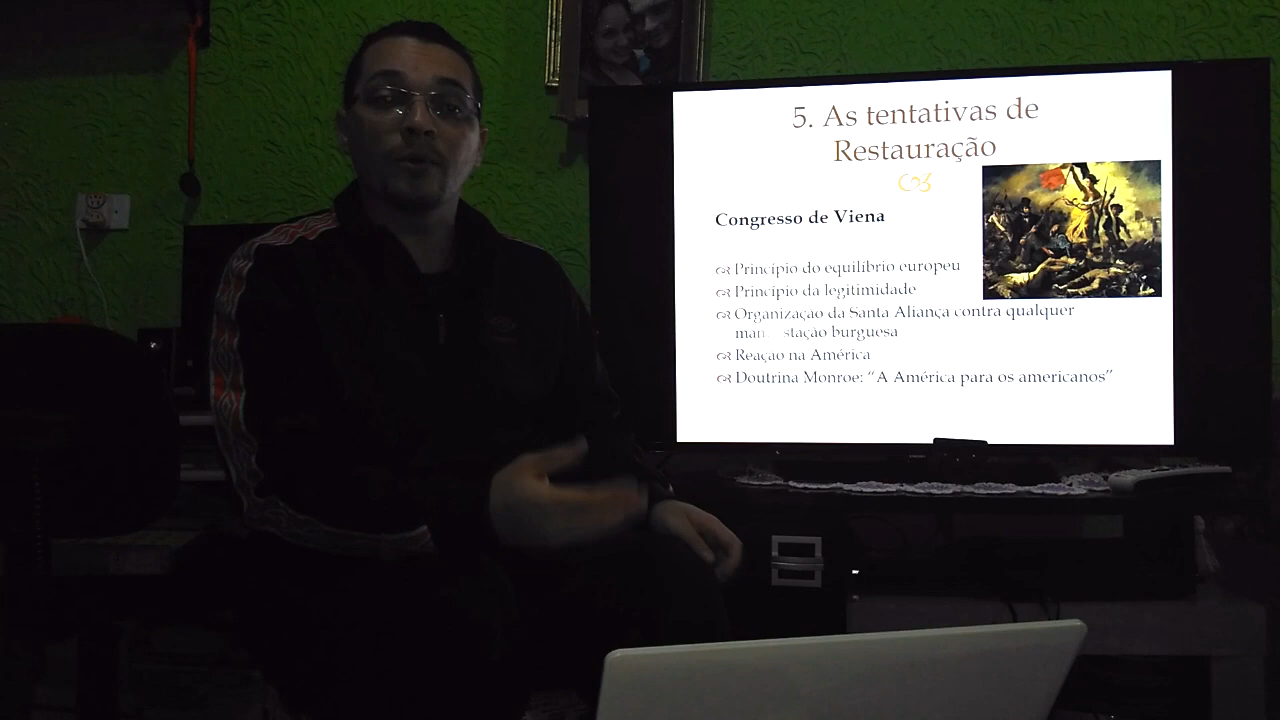 5. As tentativas de
Restauração
Congresso de Viena
Princípio do equilíbrio europeu
Princípio da legitimidade
Organização da Santa Aliança contra qualquer
burguesa
Reação na América
Doutrina Monroe: “A América para os americanos”